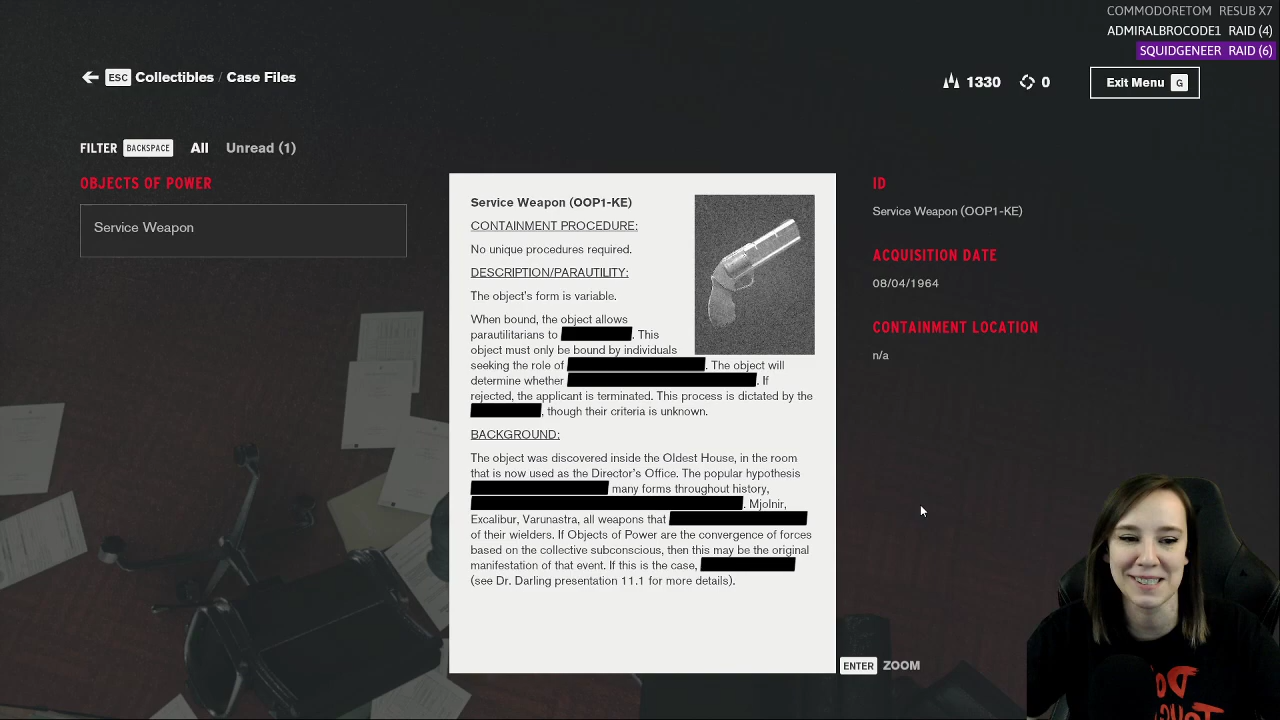 COMMODORETOM RESUB X7
ADMIRALBROCODE1 RAID (4)
SQUIDGENEER RAID (6)
ESC Collectibles / Case Files
1330
0
Exit Menu G
FILTER BACKSPACE All Unread (1)
OBJECTS OF POWER
Service Weapon
Service Weapon (OOP1-KE)
CONTAINMENT PROCEDURE:
No unique procedures required.
DESCRIPTION/PARAUTILITY:
The object's form is variable.
When bound, the object allows
parautilitarians to . This
object must only be bound by individuals
seeking the role of . The object will
determine whether . If
rejected, the applicant is terminated. This process is dictated by the
, though their criteria is unknown.
BACKGROUND:
The object was discovered inside the Oldest House, in the room
that is now used as the Director's Office. The popular hypothesis
many forms throughout history,
. Mjolnir,
Excalibur, Varunastra, all weapons that
of their wielders. If Objects of Power are the convergence of forces
based on the collective subconscious, then this may be the original
manifestation of that event. If this is the case,
(see Dr. Darling presentation 11.1 for more details).
ID
Service Weapon (OOP1-KE)
ACQUISITION DATE
08/04/1964
CONTAINMENT LOCATION
n/a
ENTER ZOOM